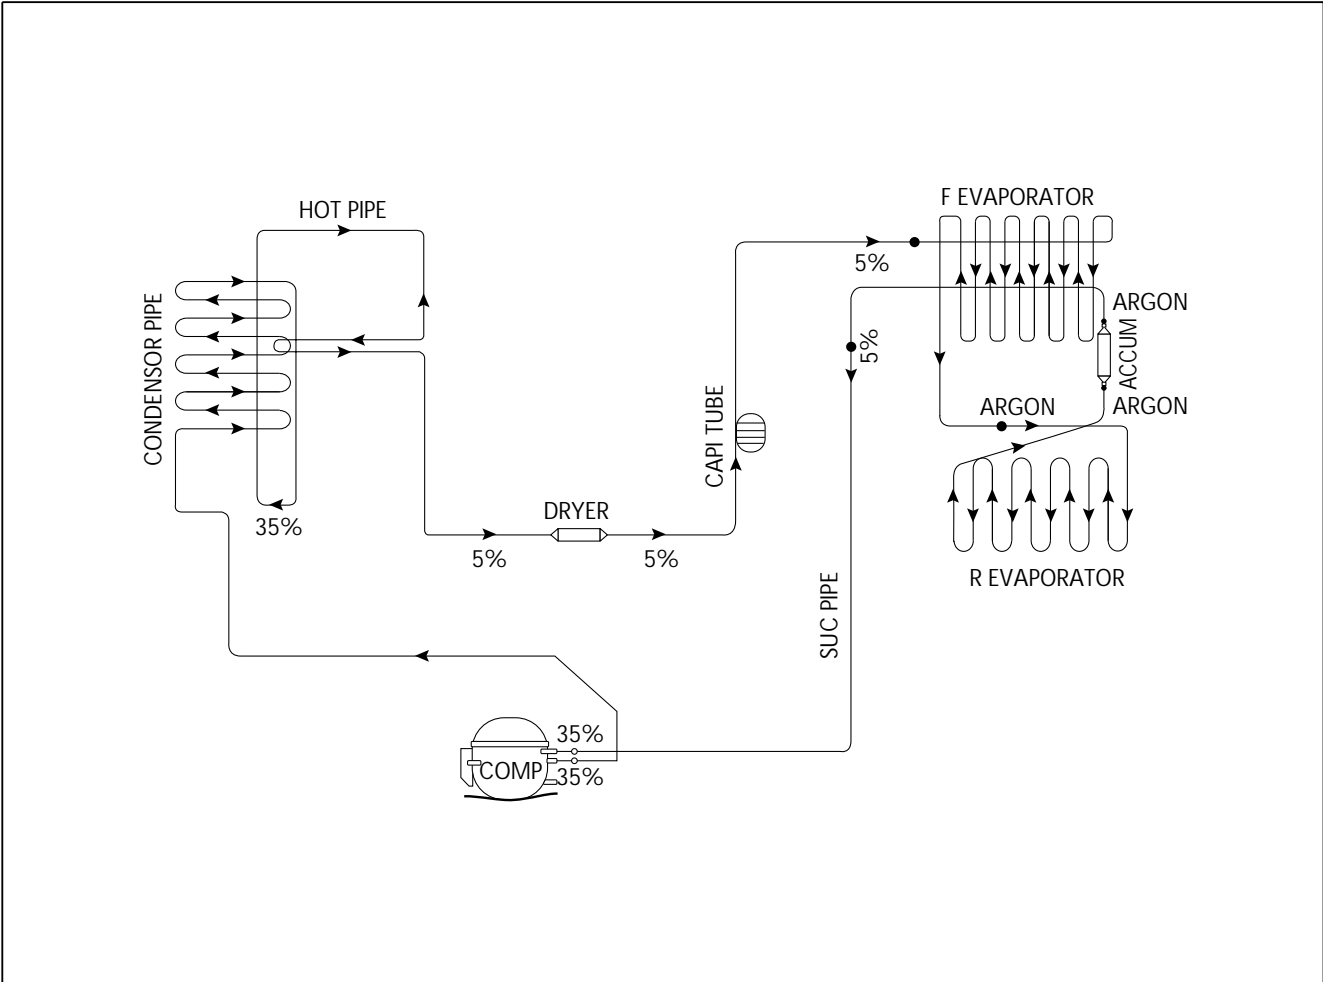 F EVAPORATOR
HOT PIPE
5%
ARGON
5%
ACCUM
CONDENSOR PIPE
CAPI TUBE
ARGON
ARGON
35%
DRYER
5%
5%
R EVAPORATOR
SUC PIPE
35%
COMP
35%